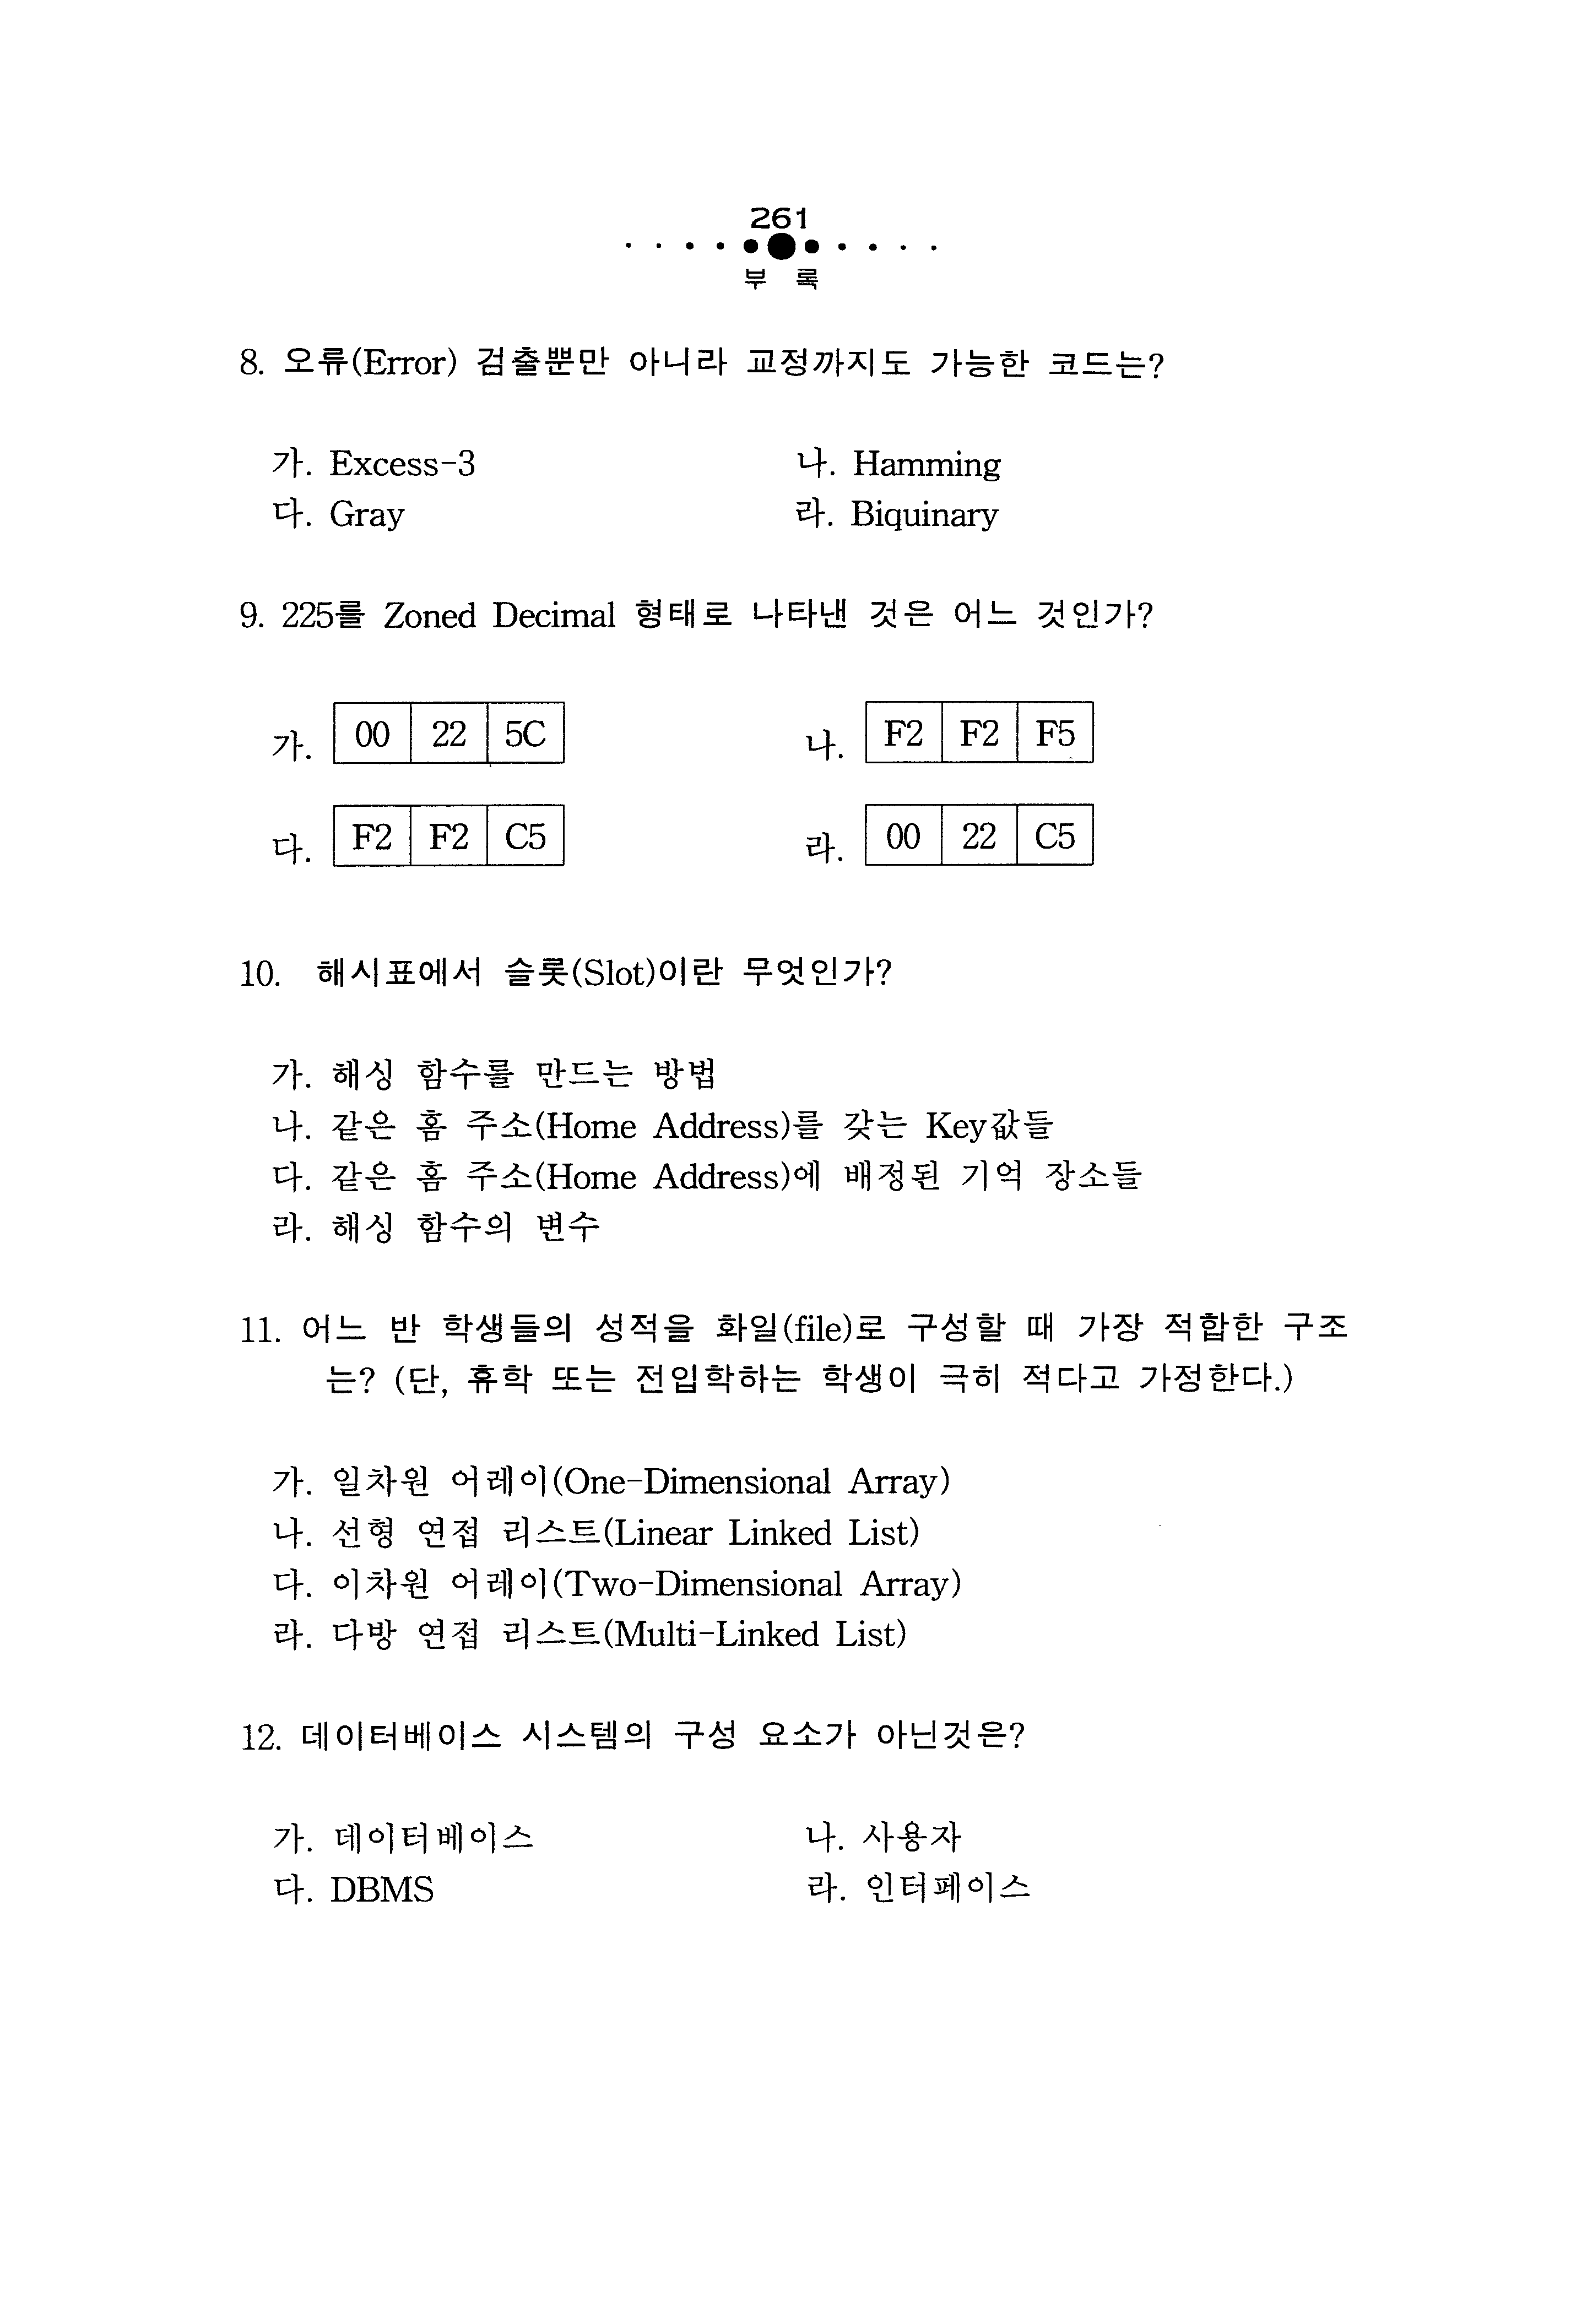 261
부 록
8. 오류(Error) 검출뿐만 아니라 교정까지도 가능한 코드는?
가. Excess-3 나. Hamming
다. Gray 라. Biquinary
9. 225를 Zoned Decimal 형태로 나타낸 것은 어느 것인가?
가. 00 22 5C 나. F2 F2 F5
다. F2 F2 C5 라. 00 22 C5
10. 해시표에서 슬롯(Slot)이란 무엇인가?
가. 해싱 함수를 만드는 방법
나. 같은 홈 주소(Home Address)를 갖는 Key값들
다. 같은 홈 주소(Home Address)에 배정된 기억 장소들
라. 해싱 함수의 변수
11. 어느 반 학생들의 성적을 화일(file)로 구성할 때 가장 적합한 구조
는? (단, 휴학 또는 전입학하는 학생이 극히 적다고 가정한다.)
가. 일차원 어레이(One-Dimensional Array)
나. 선형 연접 리스트(Linear Linked List)
다. 이차원 어레이(Two-Dimensional Array)
라. 다방 연접 리스트(Multi-Linked List)
12. 데이터베이스 시스템의 구성 요소가 아닌것은?
가. 데이터베이스 나. 사용자
다. DBMS 라. 인터페이스